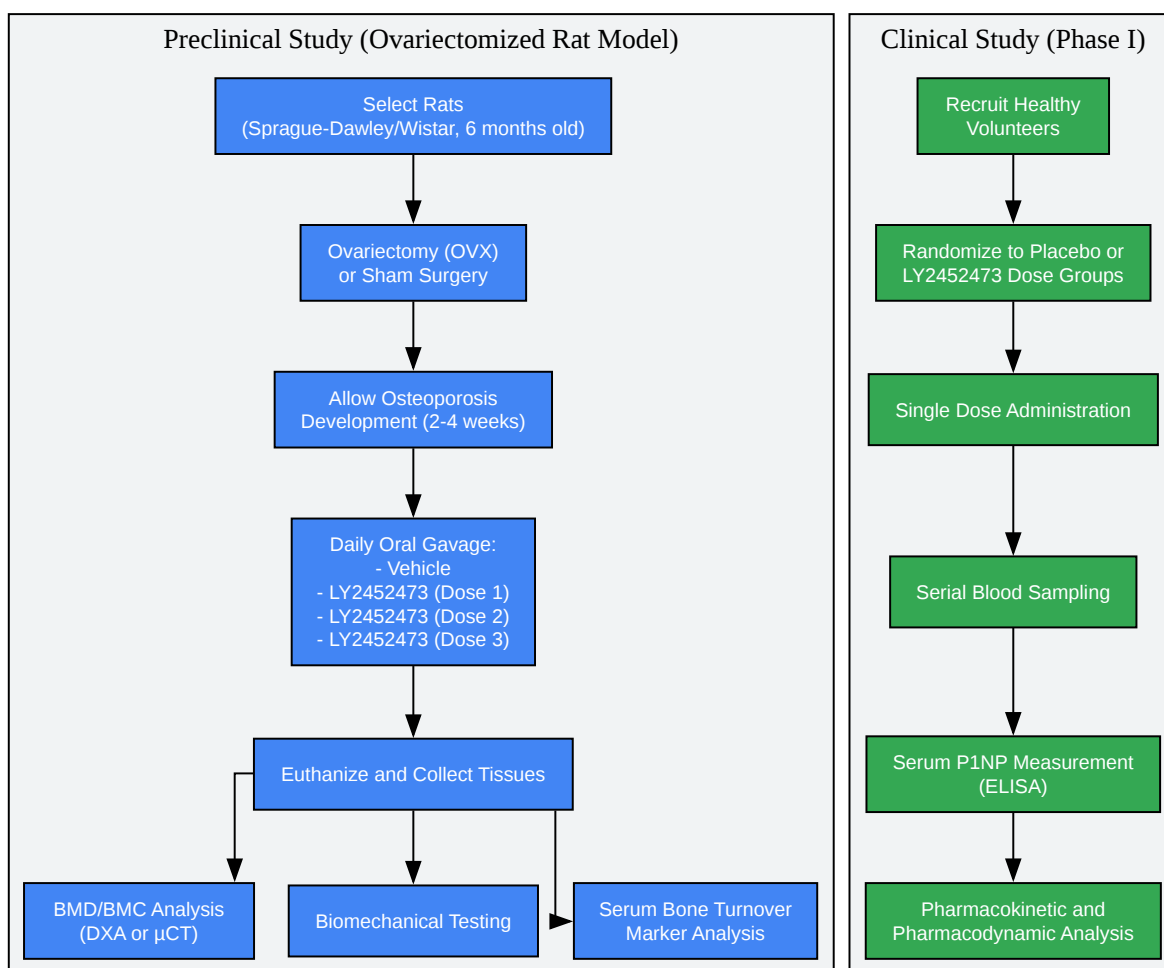 Preclinical Study (Ovariectomized Rat Model)
Select Rats
(Sprague-Dawley/Wistar, 6 months old)
Ovariectomy (OVX)
or Sham Surgery
Allow Osteoporosis
Development (2-4 weeks)
Daily Oral Gavage:
- Vehicle
- LY2452473 (Dose 1)
- LY2452473 (Dose 2)
- LY2452473 (Dose 3)
Euthanize and Collect Tissues
BMD/BMC Analysis
(DXA or µCT)
Biomechanical Testing
Serum Bone Turnover
Marker Analysis
Clinical Study (Phase I)
Recruit Healthy
Volunteers
Randomize to Placebo or
LY2452473 Dose Groups
Single Dose Administration
Serial Blood Sampling
Serum P1NP Measurement
(ELISA)
Pharmacokinetic and
Pharmacodynamic Analysis